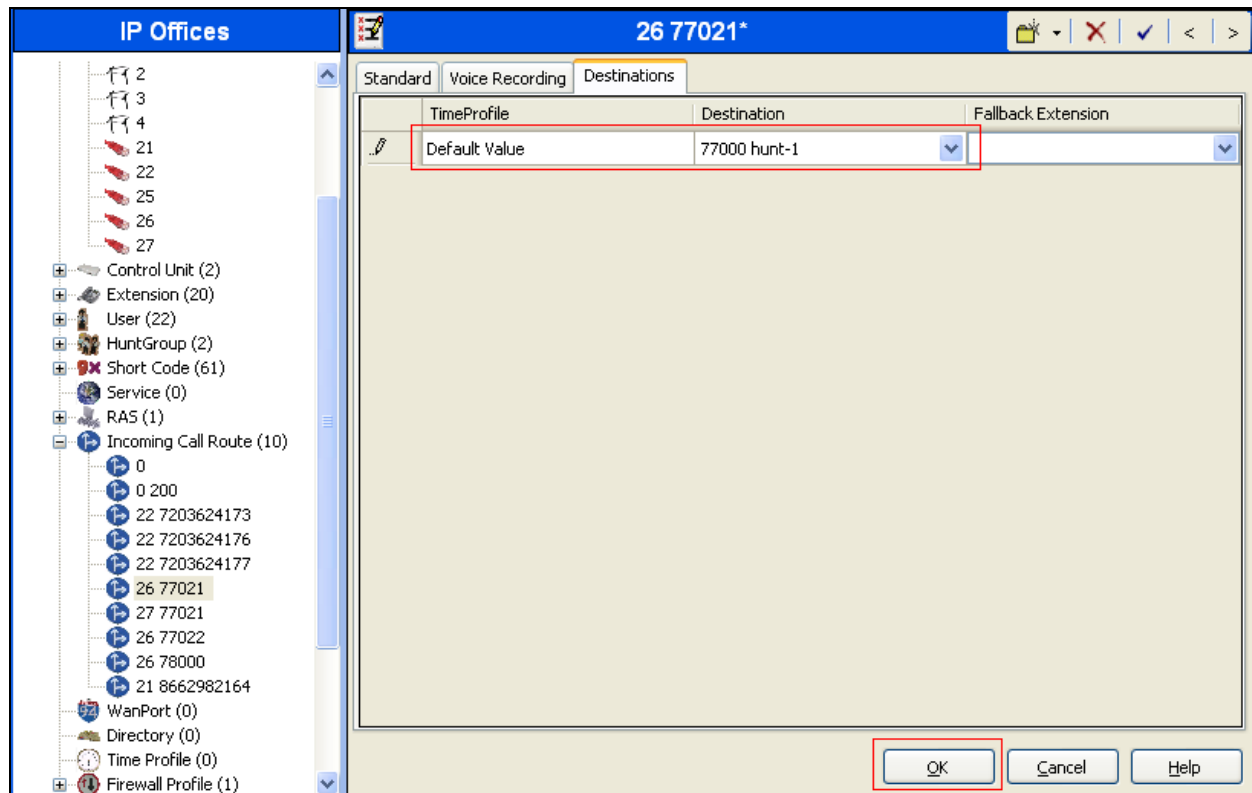 IP Offices
26 77021*
2
3
4
21
22
25
26
27
Control Unit (2)
Extension (20)
User (22)
HuntGroup (2)
Short Code (61)
Service (0)
RAS (1)
Incoming Call Route (10)
0
0 200
22 7203624173
22 7203624176
22 7203624177
26 77021
27 77021
26 77022
26 78000
21 8662982164
WanPort (0)
Directory (0)
Time Profile (0)
Firewall Profile (1)
Standard Voice Recording Destinations
TimeProfile Destination Fallback Extension
Default Value 77000 hunt-1
OK Cancel Help